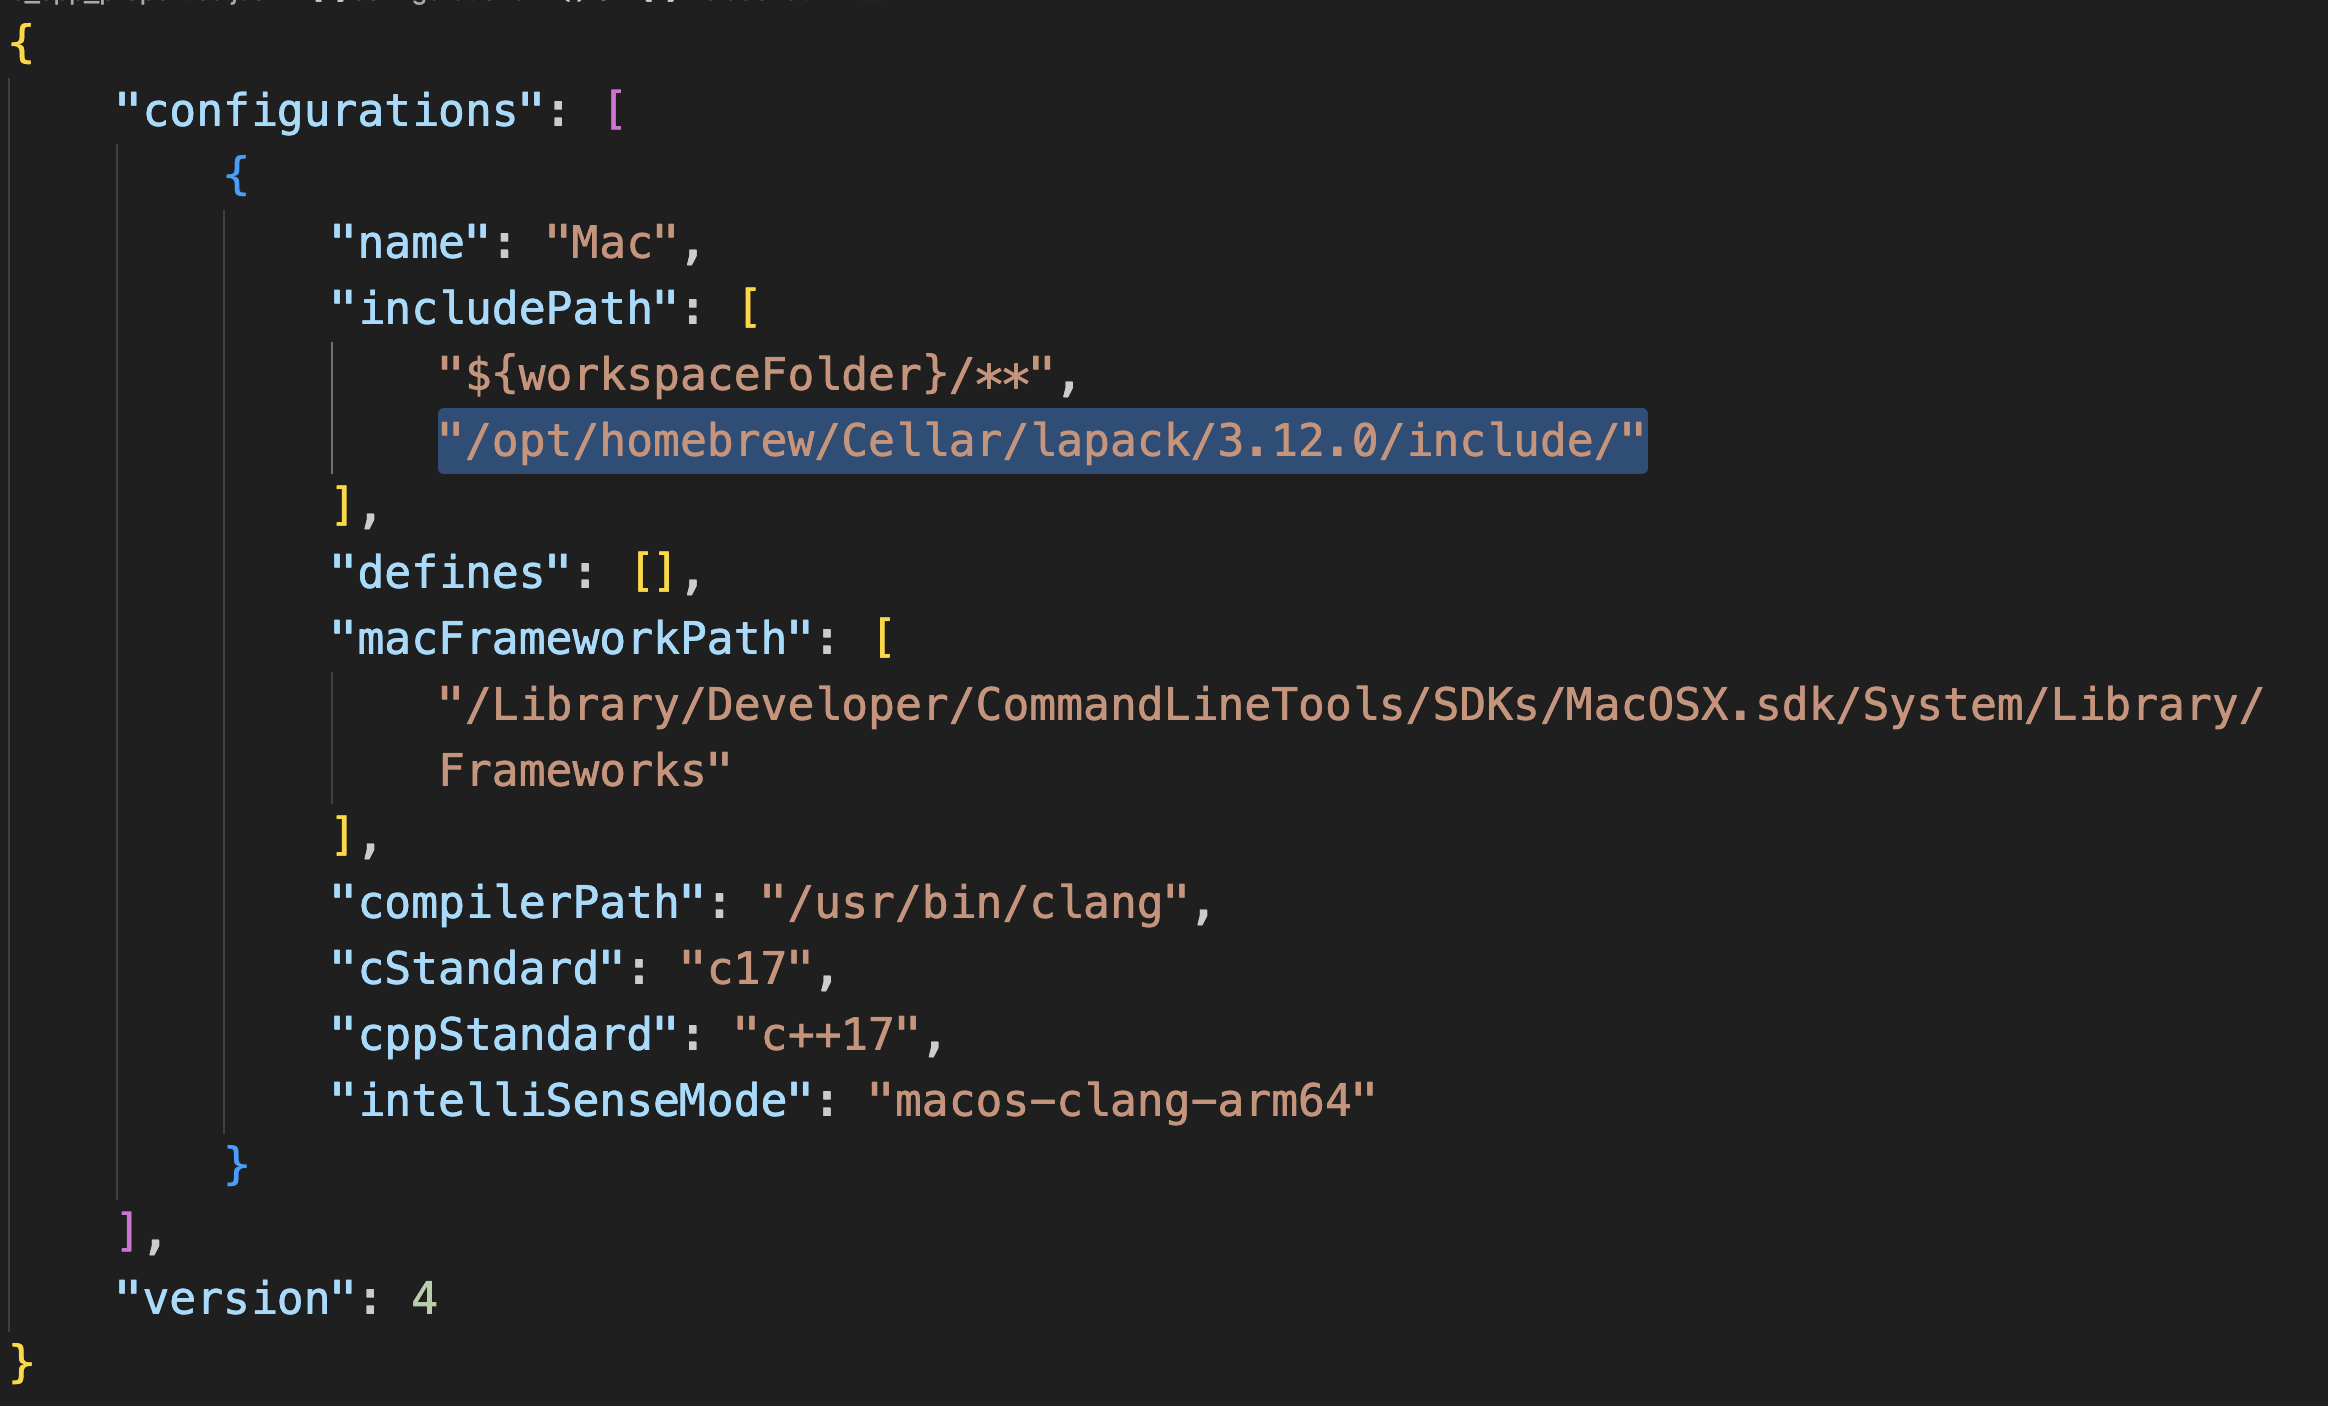 {
"configurations": [
{
"name": "Mac",
"includePath": [
"${workspaceFolder}/**",
"/opt/homebrew/Cellar/lapack/3.12.0/include/"
],
"defines": [],
"macFrameworkPath": [
"/Library/Developer/CommandLineTools/SDKs/MacOSX.sdk/System/Library/
Frameworks"
],
"compilerPath": "/usr/bin/clang",
"cStandard": "c17",
"cppStandard": "c++17",
"intelliSenseMode": "macos-clang-arm64"
}
],
"version": 4
}